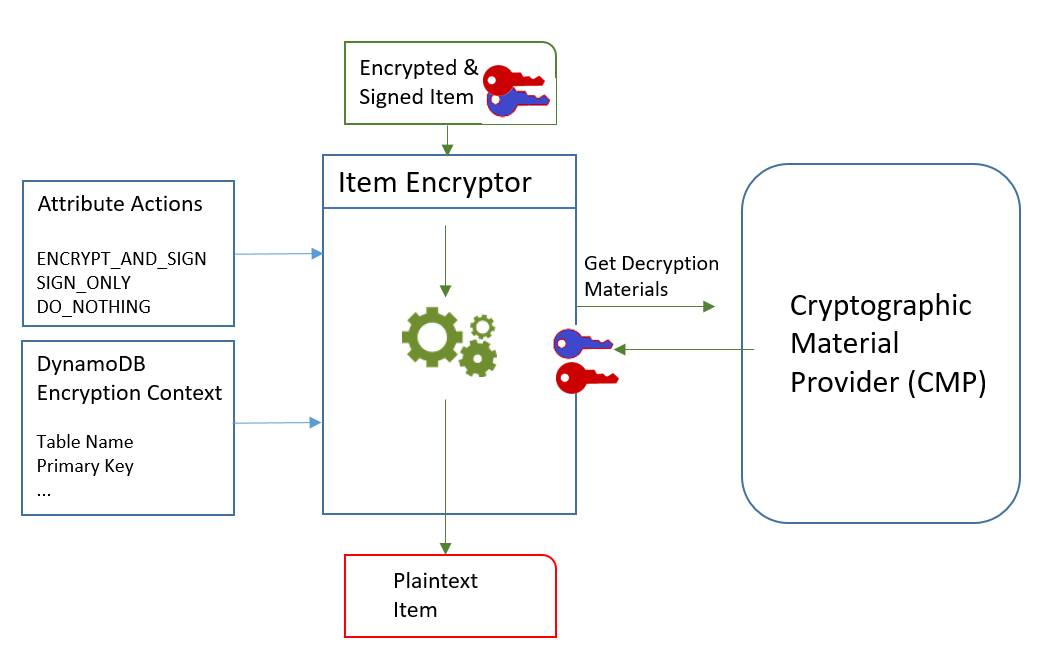 Encrypted &
Signed Item
Item Encryptor
Attribute Actions
ENCRYPT_AND_SIGN
SIGN_ONLY
DO_NOTHING
DynamoDB
Encryption Context
Table Name
Primary Key
...
Get Decryption
Materials
Cryptographic
Material
Provider (CMP)
Plaintext
Item